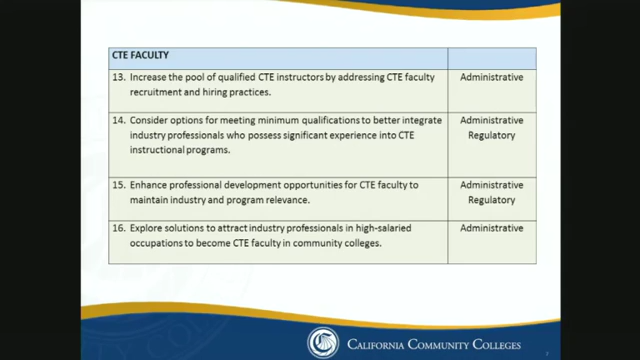 CTE FACULTY
13. Increase the pool of qualified CTE instructors by addressing CTE faculty
recruitment and hiring practices.
Administrative
14. Consider options for meeting minimum qualifications to better integrate
industry professionals who possess significant experience into CTE
instructional programs.
Administrative
Regulatory
15. Enhance professional development opportunities for CTE faculty to
maintain industry and program relevance.
Administrative
Regulatory
16. Explore solutions to attract industry professionals in high-salaried
occupations to become CTE faculty in community colleges.
Administrative
CALIFORNIA COMMUNITY COLLEGES